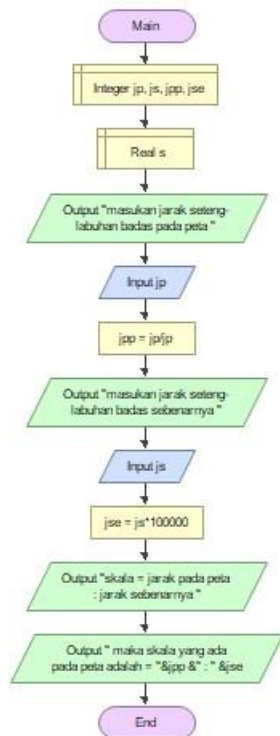 Main
Integer jp, js, jpp, jse
Real s
Output "masukan jarak seteng-
labuhan badas pada peta "
Input jp
jpp = jp/jp
Output "masukan jarak seteng-
labuhan badas sebenarnya "
Input js
jse = js*100000
Output "skala = jarak pada peta
: jarak sebenarnya "
Output " maka skala yang ada
pada peta adalah = "&jpp &" : " &jse
End